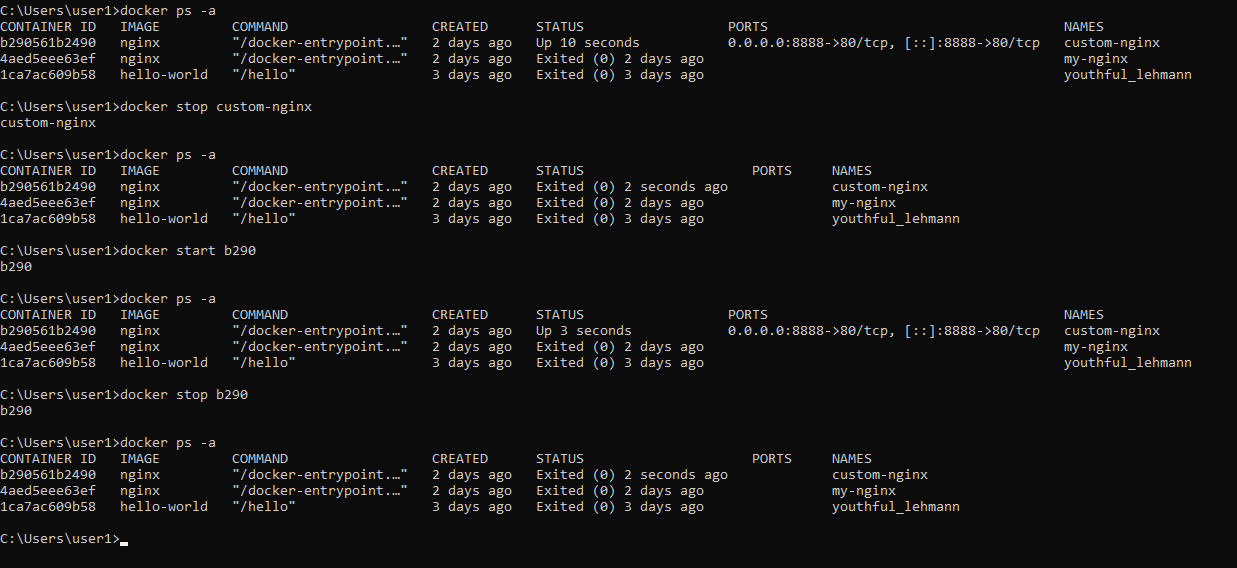 C:\Users\user1>docker ps -a
CONTAINER ID   IMAGE         COMMAND                  CREATED      STATUS                  PORTS                                     NAMES
b290561b2490   nginx         "/docker-entrypoint.…"   2 days ago   Up 10 seconds           0.0.0.0:8888->80/tcp, [::]:8888->80/tcp   custom-nginx
4aed5eee63ef   nginx         "/docker-entrypoint.…"   2 days ago   Exited (0) 2 days ago                                             my-nginx
1ca7ac609b58   hello-world   "/hello"                 3 days ago   Exited (0) 3 days ago                                             youthful_lehmann

C:\Users\user1>docker stop custom-nginx
custom-nginx

C:\Users\user1>docker ps -a
CONTAINER ID   IMAGE         COMMAND                  CREATED      STATUS                     PORTS     NAMES
b290561b2490   nginx         "/docker-entrypoint.…"   2 days ago   Exited (0) 2 seconds ago             custom-nginx
4aed5eee63ef   nginx         "/docker-entrypoint.…"   2 days ago   Exited (0) 2 days ago                my-nginx
1ca7ac609b58   hello-world   "/hello"                 3 days ago   Exited (0) 3 days ago                youthful_lehmann

C:\Users\user1>docker start b290
b290

C:\Users\user1>docker ps -a
CONTAINER ID   IMAGE         COMMAND                  CREATED      STATUS                  PORTS                                     NAMES
b290561b2490   nginx         "/docker-entrypoint.…"   2 days ago   Up 3 seconds            0.0.0.0:8888->80/tcp, [::]:8888->80/tcp   custom-nginx
4aed5eee63ef   nginx         "/docker-entrypoint.…"   2 days ago   Exited (0) 2 days ago                                             my-nginx
1ca7ac609b58   hello-world   "/hello"                 3 days ago   Exited (0) 3 days ago                                             youthful_lehmann

C:\Users\user1>docker stop b290
b290

C:\Users\user1>docker ps -a
CONTAINER ID   IMAGE         COMMAND                  CREATED      STATUS                     PORTS     NAMES
b290561b2490   nginx         "/docker-entrypoint.…"   2 days ago   Exited (0) 2 seconds ago             custom-nginx
4aed5eee63ef   nginx         "/docker-entrypoint.…"   2 days ago   Exited (0) 2 days ago                my-nginx
1ca7ac609b58   hello-world   "/hello"                 3 days ago   Exited (0) 3 days ago                youthful_lehmann

C:\Users\user1>